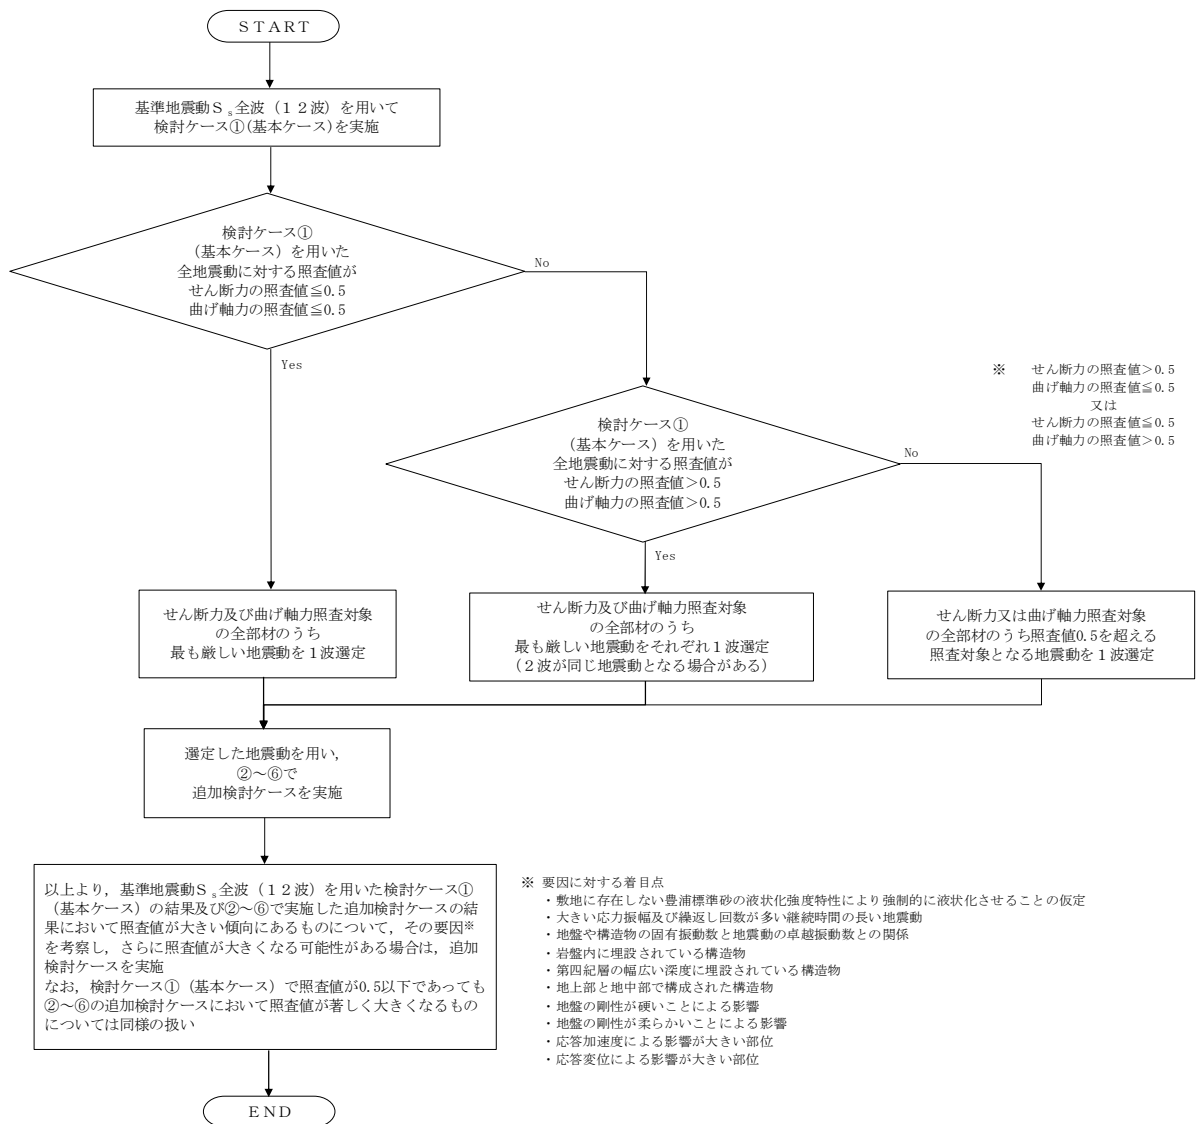 ＳＴＡＲＴ
基準地震動Ｓｓ全波（１２波）を用いて
検討ケース①(基本ケース)を実施
検討ケース①
（基本ケース）を用いた
全地震動に対する照査値が
せん断力の照査値≦0.5
曲げ軸力の照査値≦0.5
No
Yes
※ せん断力の照査値＞0.5
曲げ軸力の照査値≦0.5
又は
せん断力の照査値≦0.5
曲げ軸力の照査値＞0.5
検討ケース①
（基本ケース）を用いた
全地震動に対する照査値が
せん断力の照査値＞0.5
曲げ軸力の照査値＞0.5
No
Yes
せん断力及び曲げ軸力照査対象
の全部材のうち
最も厳しい地震動を１波選定
せん断力及び曲げ軸力照査対象
の全部材のうち
最も厳しい地震動をそれぞれ１波選定
（２波が同じ地震動となる場合がある）
せん断力又は曲げ軸力照査対象
の全部材のうち照査値0.5を超える
照査対象となる地震動を１波選定
選定した地震動を用い，
②～⑥で
追加検討ケースを実施
以上より，基準地震動Ｓｓ全波（１２波）を用いた検討ケース①
（基本ケース）の結果及び②～⑥で実施した追加検討ケースの結
果において照査値が大きい傾向にあるものについて，その要因※
を考察し，さらに照査値が大きくなる可能性がある場合は，追加
検討ケースを実施
なお，検討ケース①（基本ケース）で照査値が0.5以下であっても
②～⑥の追加検討ケースにおいて照査値が著しく大きくなるもの
については同様の扱い
※ 要因に対する着目点
・敷地に存在しない豊浦標準砂の液状化強度特性により強制的に液状化させることの仮定
・大きい応力振幅及び繰返し回数が多い継続時間の長い地震動
・地盤や構造物の固有振動数と地震動の卓越振動数との関係
・岩盤内に埋設されている構造物
・第四紀層の幅広い深度に埋設されている構造物
・地上部と地中部で構成された構造物
・地盤の剛性が硬いことによる影響
・地盤の剛性が柔らかいことによる影響
・応答加速度による影響が大きい部位
・応答変位による影響が大きい部位
ＥＮＤ